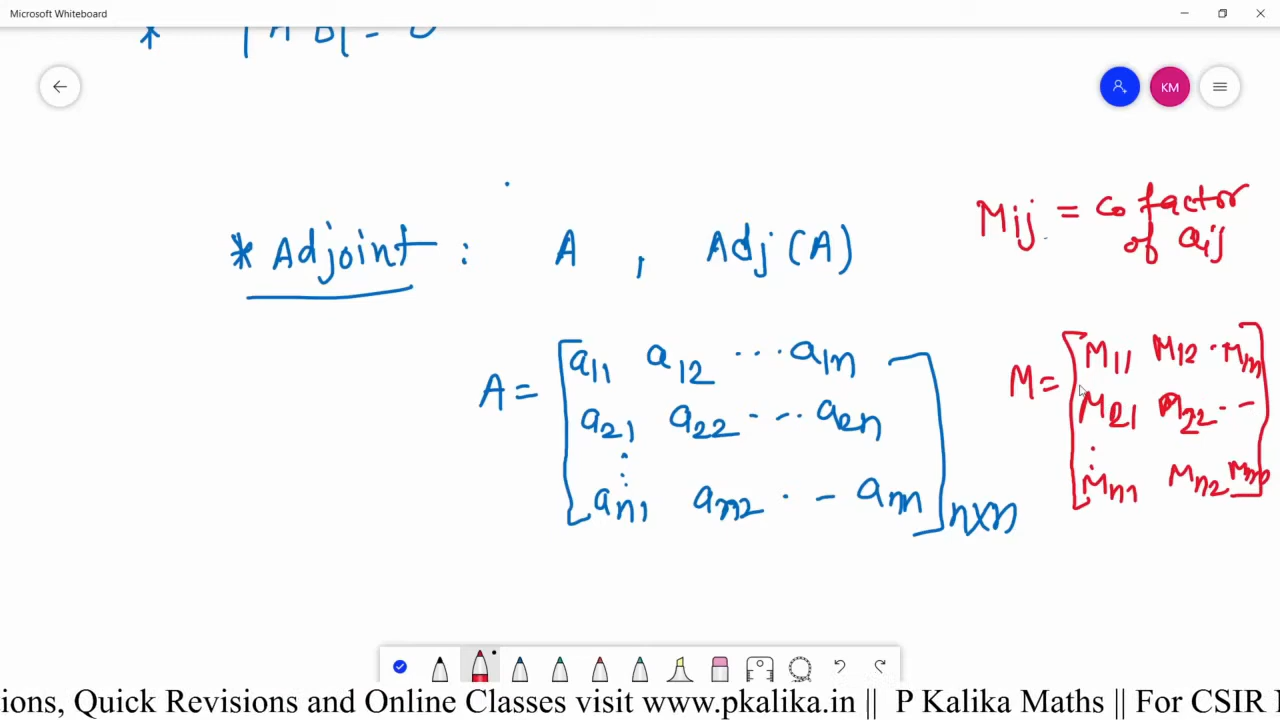 Microsoft Whiteboard
* |A B| = 0
KM
* Adjoint : A , Adj (A)
Mij = Cofactor
of aij
A = [ a11 a12 ... a1n
a21 a22 ... a2n
⋮
an1 an2 . - ann ] n×n
M = [ M11 M12 . M1n
M21 M22 . . -
⋮
Mn1 Mn2 Mnn ]
ions, Quick Revisions and Online Classes visit www.pkalika.in || P Kalika Maths || For CSIR